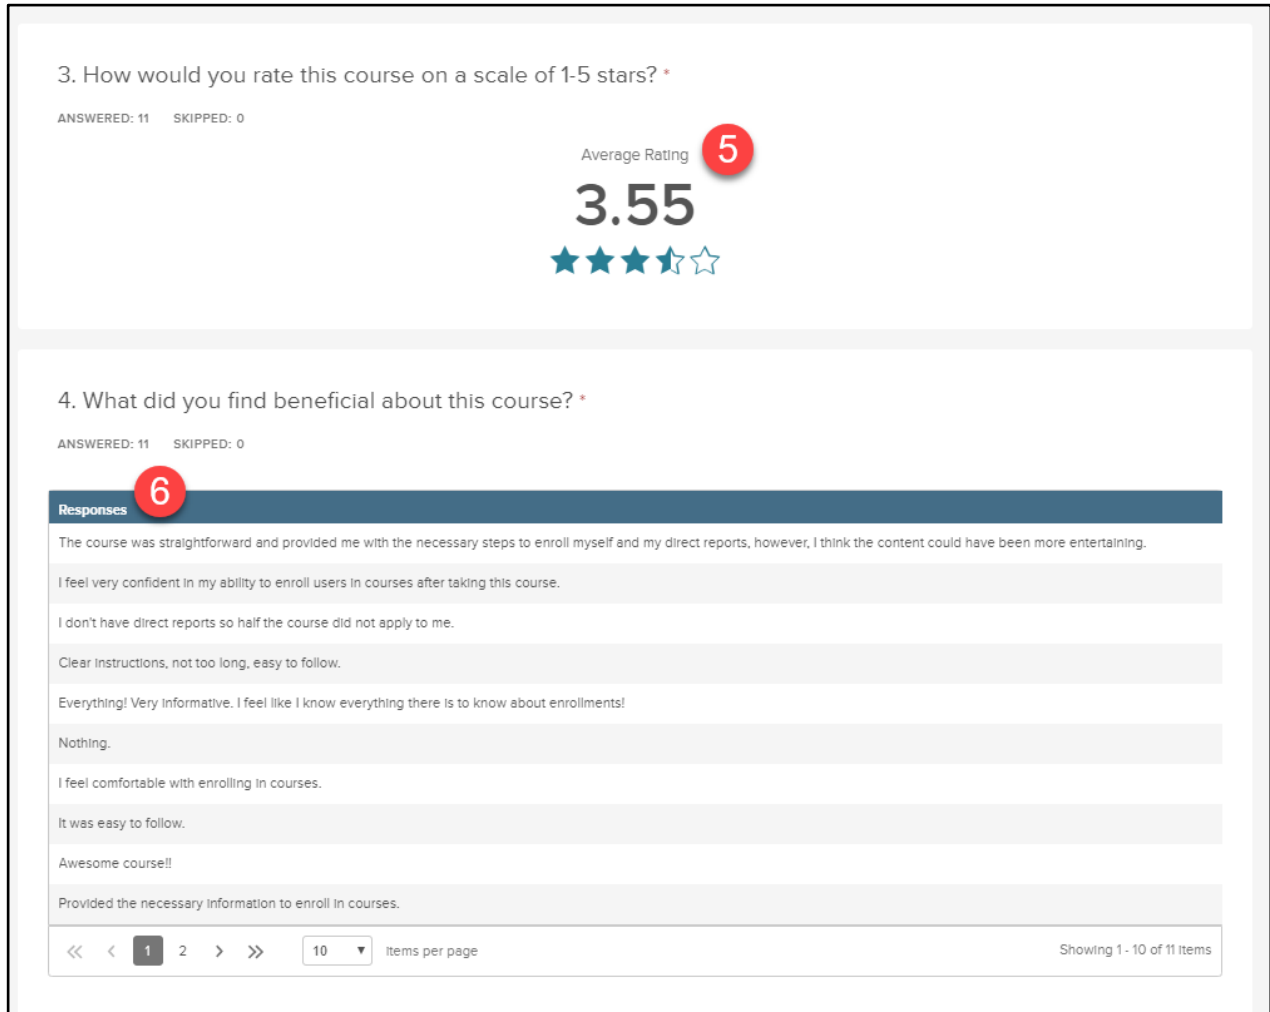 3. How would you rate this course on a scale of 1-5 stars? *
ANSWERED: 11 SKIPPED: 0
Average Rating 5
3.55
4. What did you find beneficial about this course? *
ANSWERED: 11 SKIPPED: 0
6
Responses
The course was straightforward and provided me with the necessary steps to enroll myself and my direct reports, however, I think the content could have been more entertaining.
I feel very confident in my ability to enroll users in courses after taking this course.
I don't have direct reports so half the course did not apply to me.
Clear instructions, not too long, easy to follow.
Everything! Very informative. I feel like I know everything there is to know about enrollments!
Nothing.
I feel comfortable with enrolling in courses.
It was easy to follow.
Awesome course!!
Provided the necessary information to enroll in courses.
1 2 10 items per page Showing 1 - 10 of 11 items